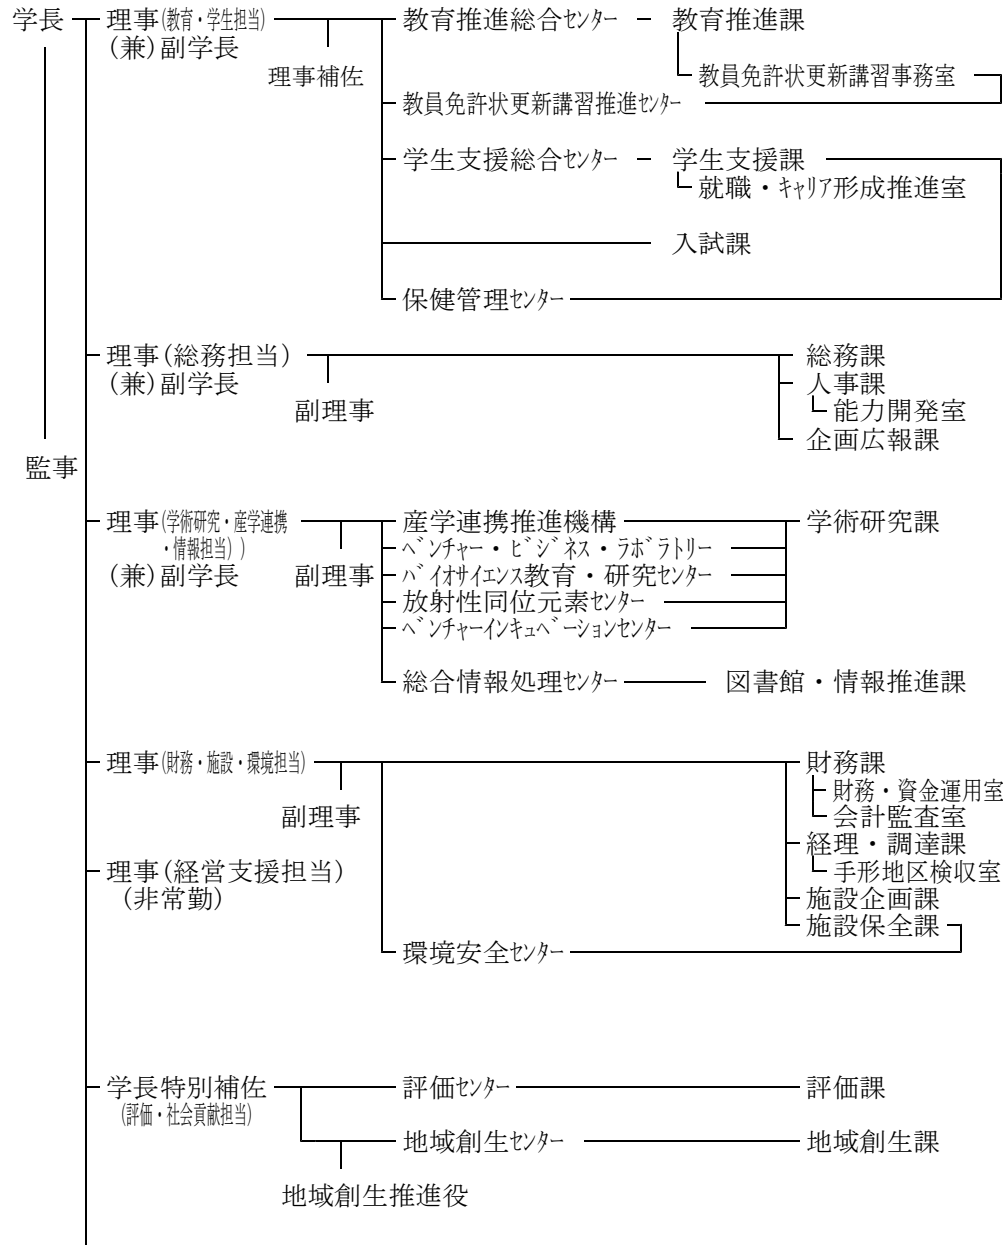 学長 理事(教育・学生担当) 教育推進総合ｾﾝﾀｰ 教育推進課
(兼)副学長
理事補佐 教員免許状更新講習事務室
教員免許状更新講習推進ｾﾝﾀｰ
学生支援総合ｾﾝﾀｰ 学生支援課
就職・ｷｬﾘｱ形成推進室
入試課
保健管理ｾﾝﾀｰ
理事(総務担当) 総務課
(兼)副学長 人事課
副理事 能力開発室
企画広報課
監事
理事(学術研究・産学連携 産学連携推進機構 学術研究課
・情報担当)) ﾍﾞﾝﾁｬｰ・ﾋﾞｼﾞﾈｽ・ﾗﾎﾞﾗﾄﾘｰ
(兼)副学長 副理事 ﾊﾞｲｵｻｲｴﾝｽ教育・研究ｾﾝﾀｰ
放射性同位元素ｾﾝﾀｰ
ﾍﾞﾝﾁｬｰｲﾝｷｭﾍﾞｰｼｮﾝｾﾝﾀｰ
総合情報処理ｾﾝﾀｰ 図書館・情報推進課
理事(財務・施設・環境担当) 財務課
財務・資金運用室
副理事 会計監査室
経理・調達課
理事(経営支援担当) 手形地区検収室
(非常勤) 施設企画課
施設保全課
環境安全ｾﾝﾀｰ
学長特別補佐 評価ｾﾝﾀｰ 評価課
(評価・社会貢献担当)
地域創生ｾﾝﾀｰ 地域創生課
地域創生推進役